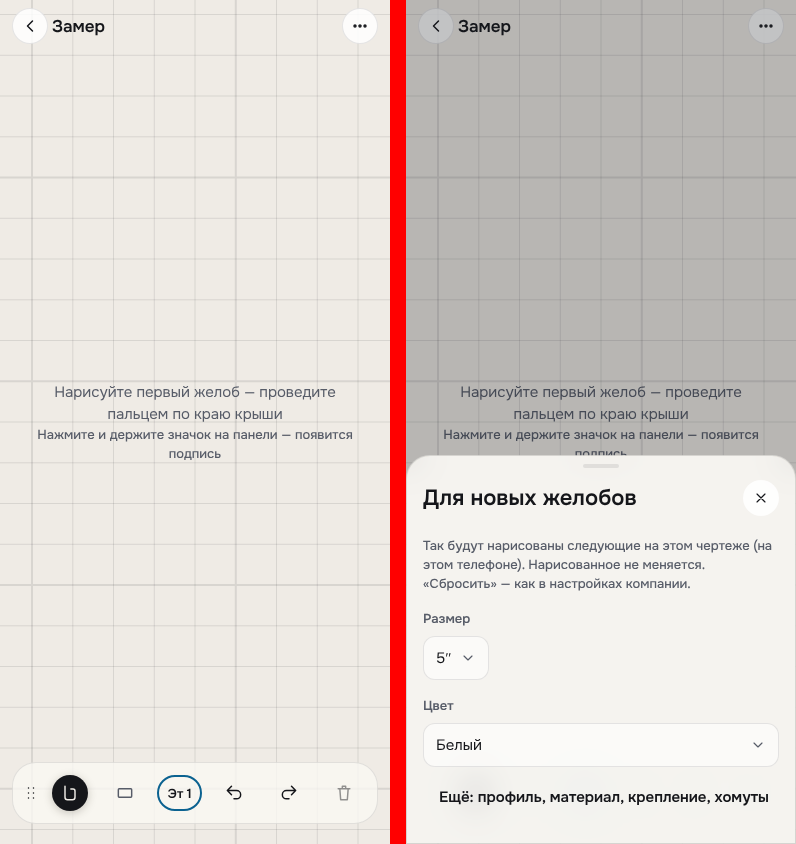 Замер
Нарисуйте первый желоб — проведите
пальцем по краю крыши
Нажмите и держите значок на панели — появится
подпись
Эт 1
Замер
Нарисуйте первый желоб — проведите
пальцем по краю крыши
Нажмите и держите значок на панели — появится
подпись
Для новых желобов
Так будут нарисованы следующие на этом чертеже (на
этом телефоне). Нарисованное не меняется.
«Сбросить» — как в настройках компании.
Размер
5″
Цвет
Белый
Ещё: профиль, материал, крепление, хомуты